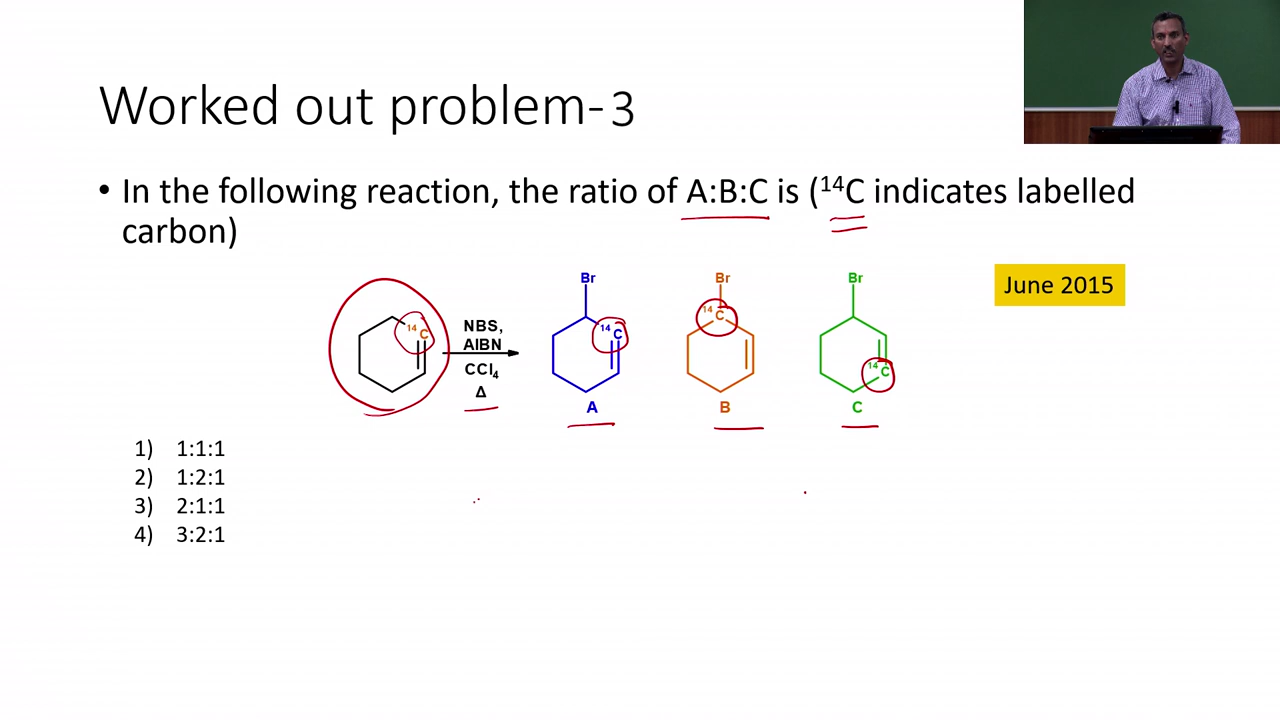 Worked out problem-3
• In the following reaction, the ratio of A:B:C is (¹⁴C indicates labelled
carbon)
June 2015
14C
NBS,
AIBN
CCl₄
Δ
Br
14C
A
Br
14C
B
Br
14C
C
1) 1:1:1
2) 1:2:1
3) 2:1:1
4) 3:2:1